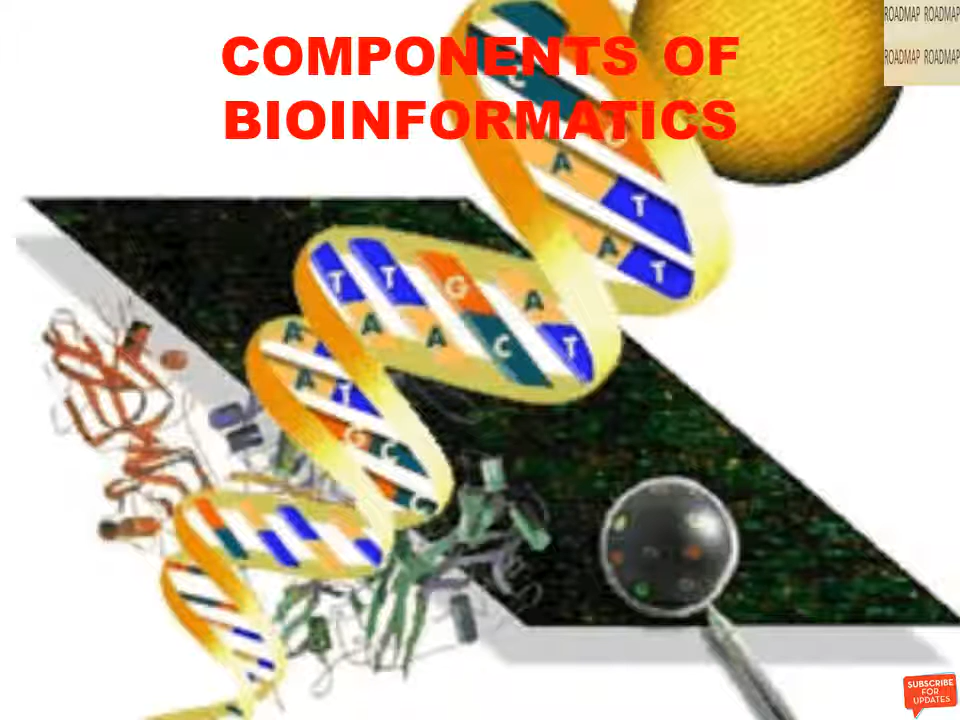 COMPONENTS OF
BIOINFORMATICS
ROADMAP ROADMAP
ROADMAP ROADMAP
C
G
A
T
A
T
T T G A
A A C T
A
A T
G C
C
SUBSCRIBE
FOR
UPDATES